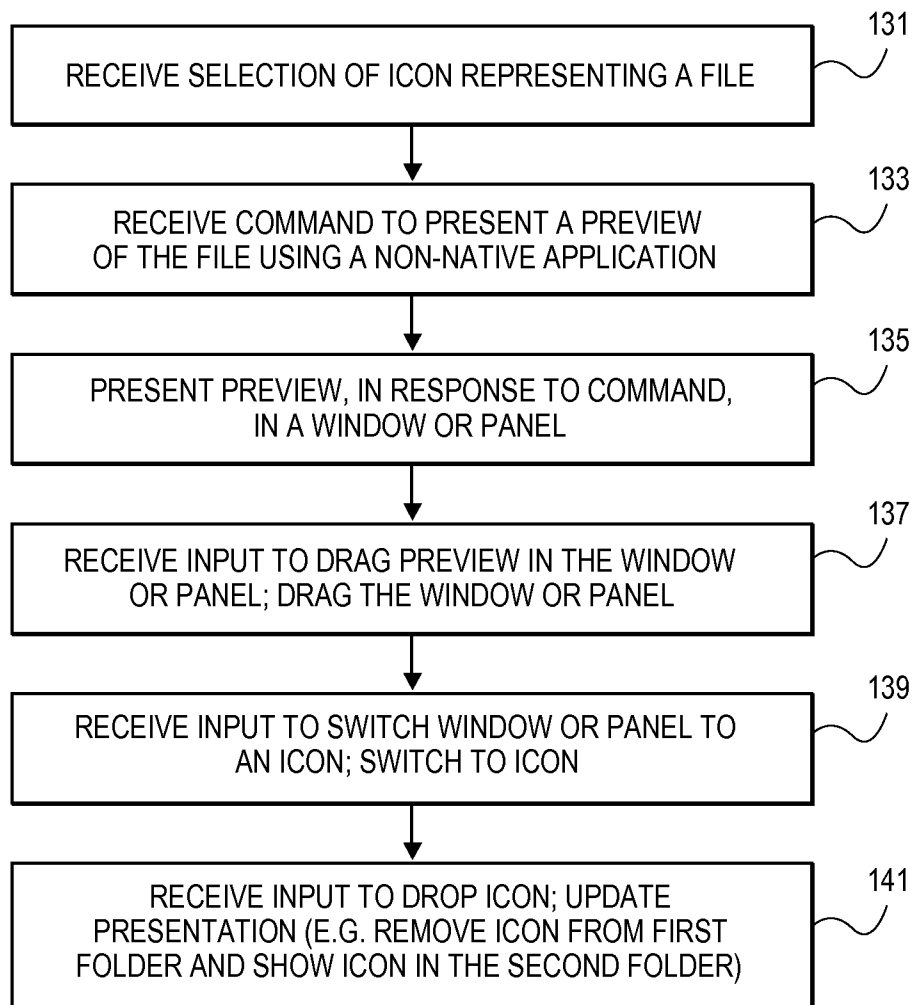 131
RECEIVE SELECTION OF ICON REPRESENTING A FILE
133
RECEIVE COMMAND TO PRESENT A PREVIEW
OF THE FILE USING A NON-NATIVE APPLICATION
135
PRESENT PREVIEW, IN RESPONSE TO COMMAND,
IN A WINDOW OR PANEL
137
RECEIVE INPUT TO DRAG PREVIEW IN THE WINDOW
OR PANEL; DRAG THE WINDOW OR PANEL
139
RECEIVE INPUT TO SWITCH WINDOW OR PANEL TO
AN ICON; SWITCH TO ICON
141
RECEIVE INPUT TO DROP ICON; UPDATE
PRESENTATION (E.G. REMOVE ICON FROM FIRST
FOLDER AND SHOW ICON IN THE SECOND FOLDER)